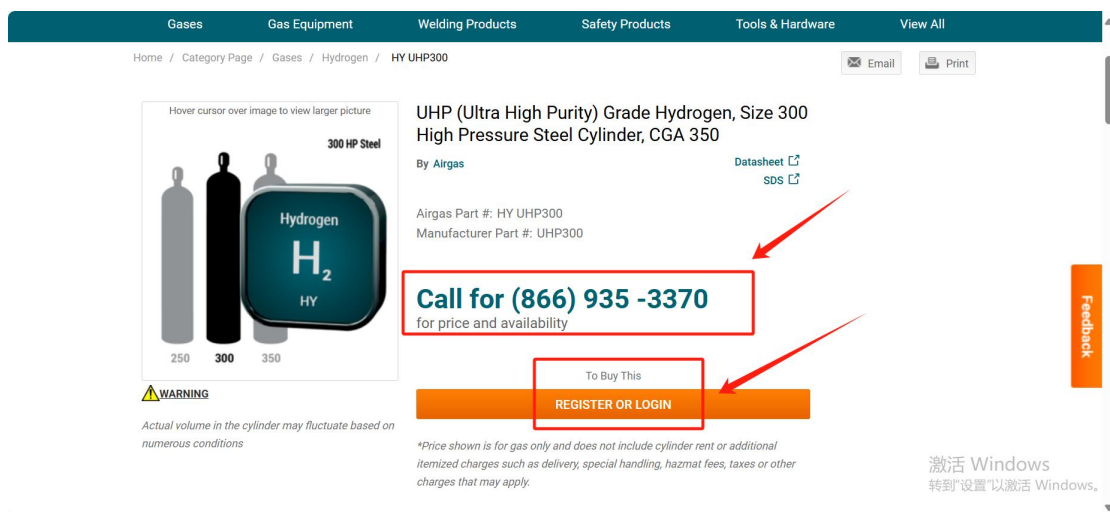 Gases Gas Equipment Welding Products Safety Products Tools & Hardware View All
Home / Category Page / Gases / Hydrogen / HY UHP300
Email Print
Hover cursor over image to view larger picture
300 HP Steel
Hydrogen
H2
HY
250 300 350
WARNING
Actual volume in the cylinder may fluctuate based on
numerous conditions
UHP (Ultra High Purity) Grade Hydrogen, Size 300
High Pressure Steel Cylinder, CGA 350
By Airgas
Datasheet
SDS
Airgas Part #: HY UHP300
Manufacturer Part #: UHP300
Call for (866) 935 -3370
for price and availability
To Buy This
REGISTER OR LOGIN
*Price shown is for gas only and does not include cylinder rent or additional
itemized charges such as delivery, special handling, hazmat fees, taxes or other
charges that may apply.
Feedback
激活 Windows
转到"设置"以激活 Windows。